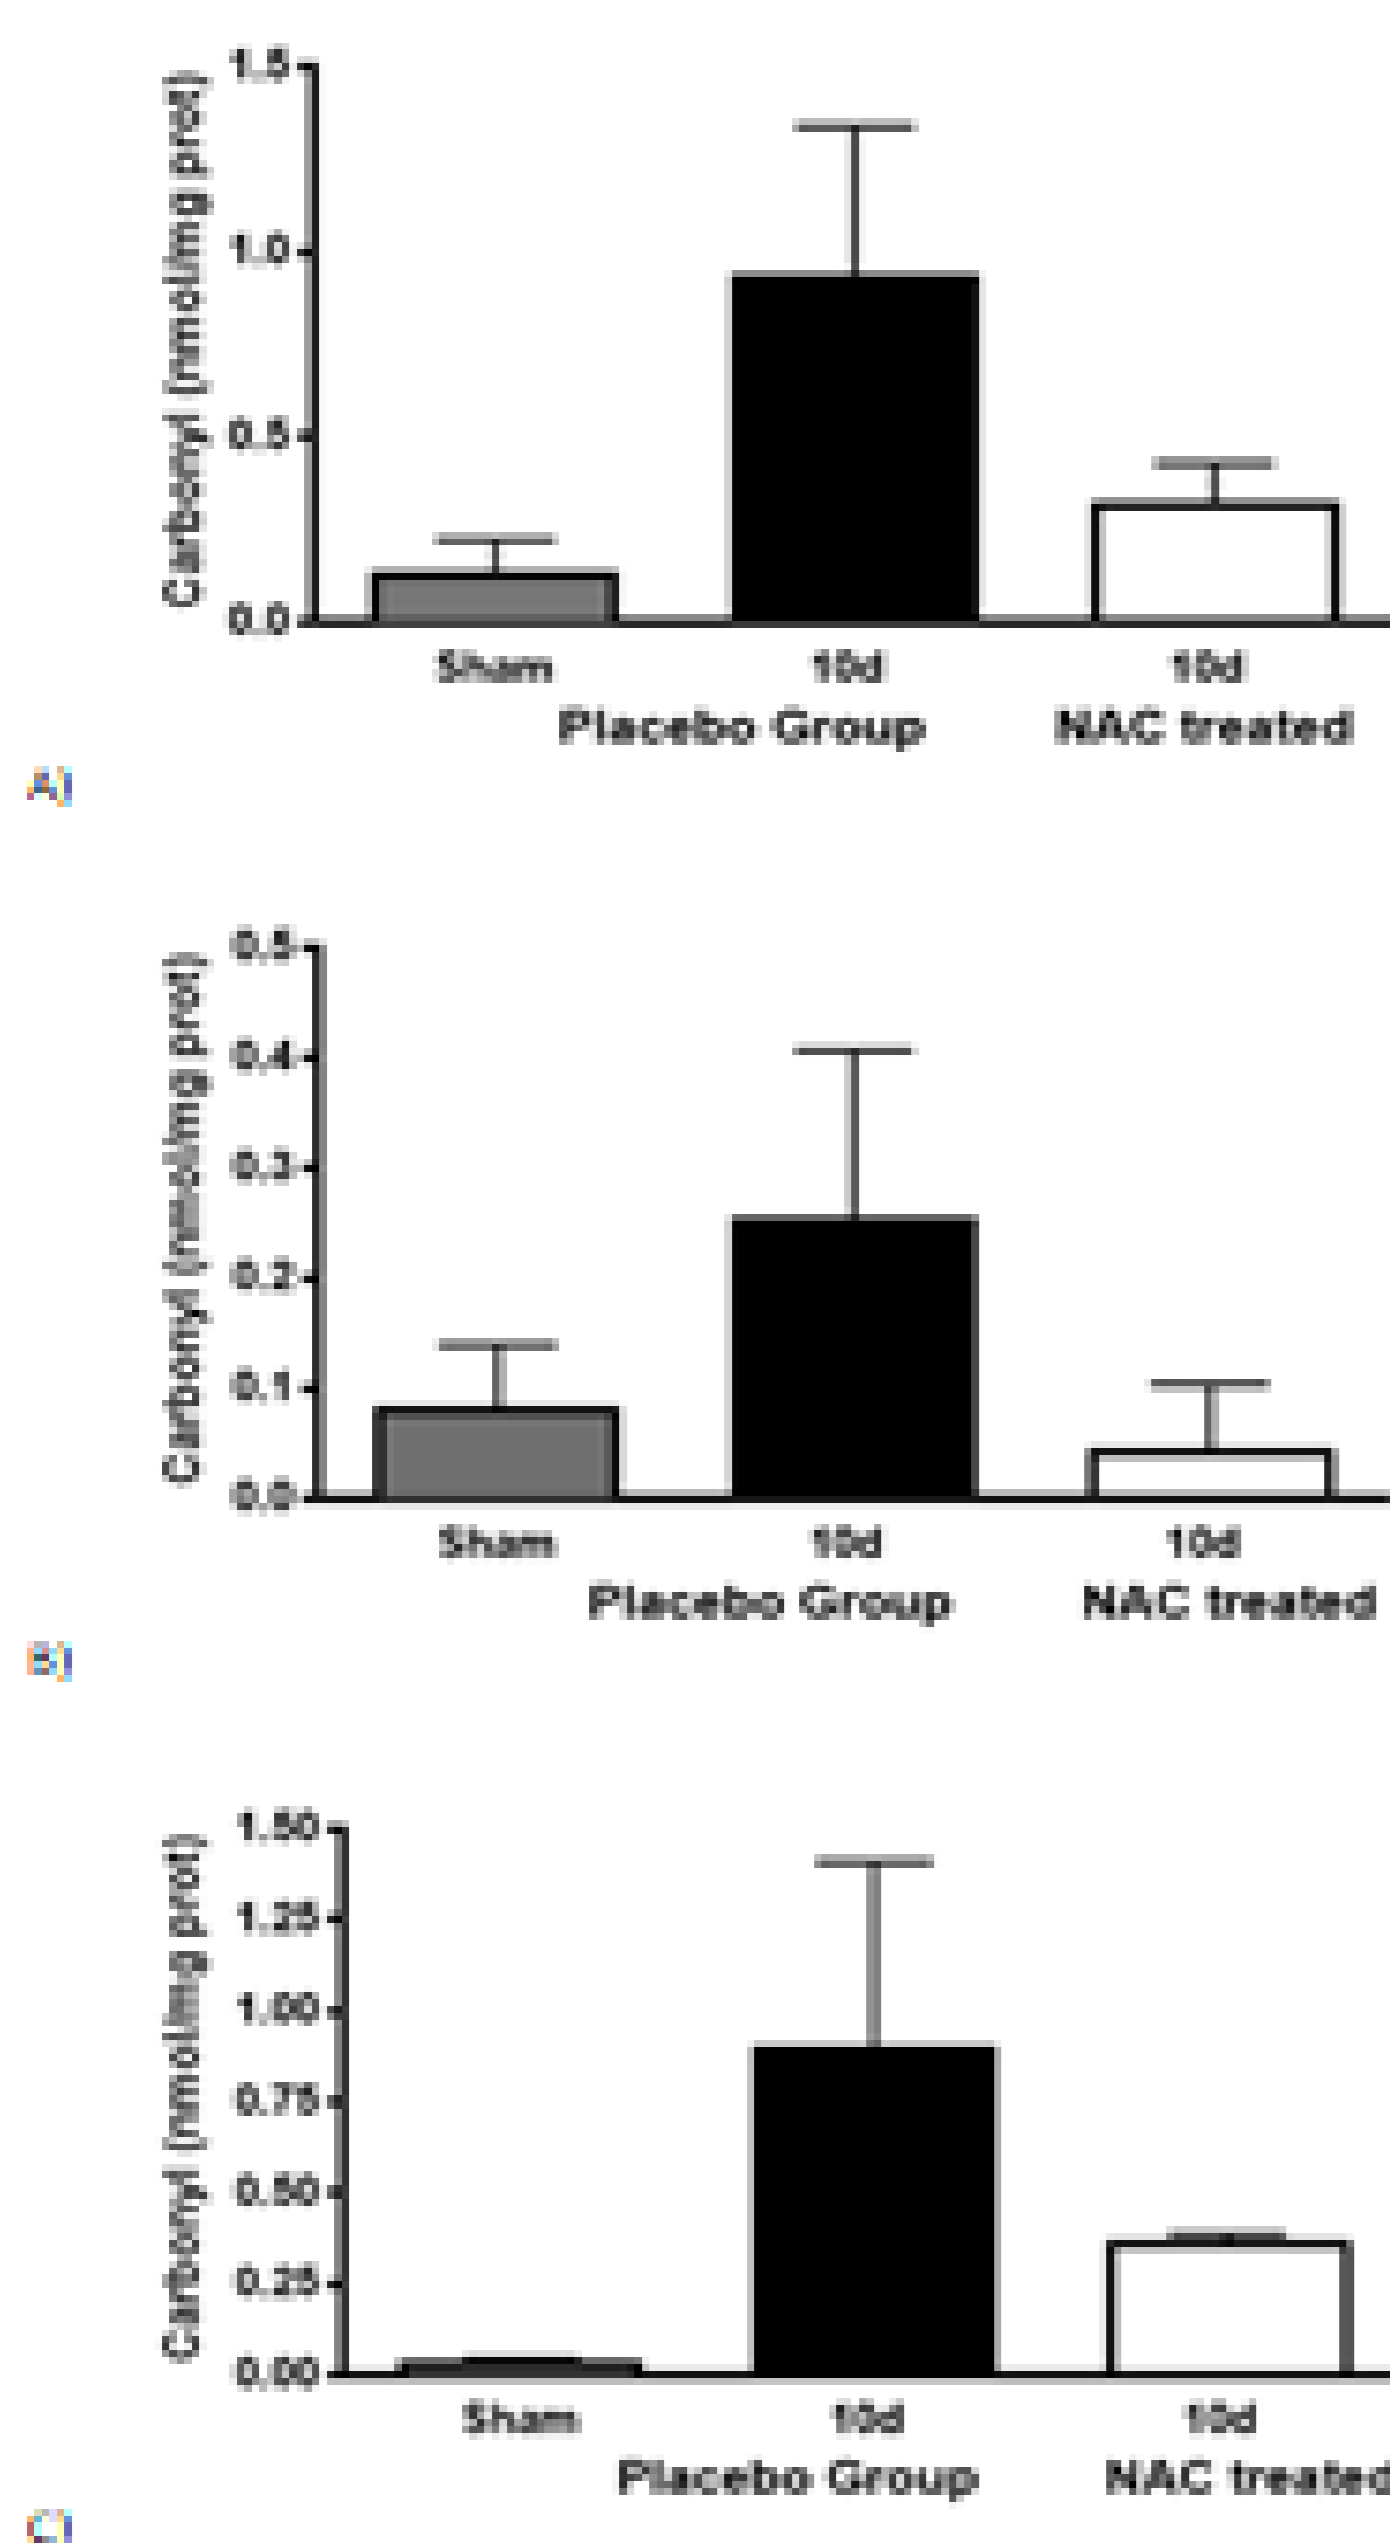 1.5
1.0
0.5
0.0
Carbonyl (nmol/mg prot)
Sham 10d 10d
Placebo Group NAC treated
A)
0.5
0.4
0.3
0.2
0.1
0.0
Carbonyl (nmol/mg prot)
Sham 10d 10d
Placebo Group NAC treated
B)
1.50
1.25
1.00
0.75
0.50
0.25
0.00
Carbonyl (nmol/mg prot)
Sham 10d 10d
Placebo Group NAC treated
C)